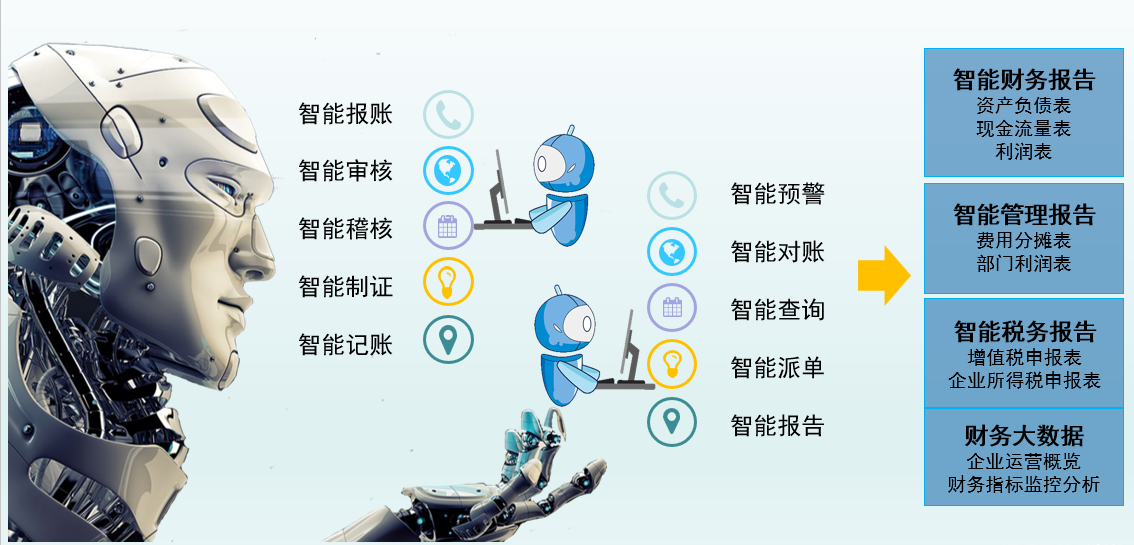 智能报账
智能审核
智能稽核
智能制证
智能记账
智能预警
智能对账
智能查询
智能派单
智能报告
智能财务报告
资产负债表
现金流量表
利润表
智能管理报告
费用分摊表
部门利润表
智能税务报告
增值税申报表
企业所得税申报表
财务大数据
企业运营概览
财务指标监控分析